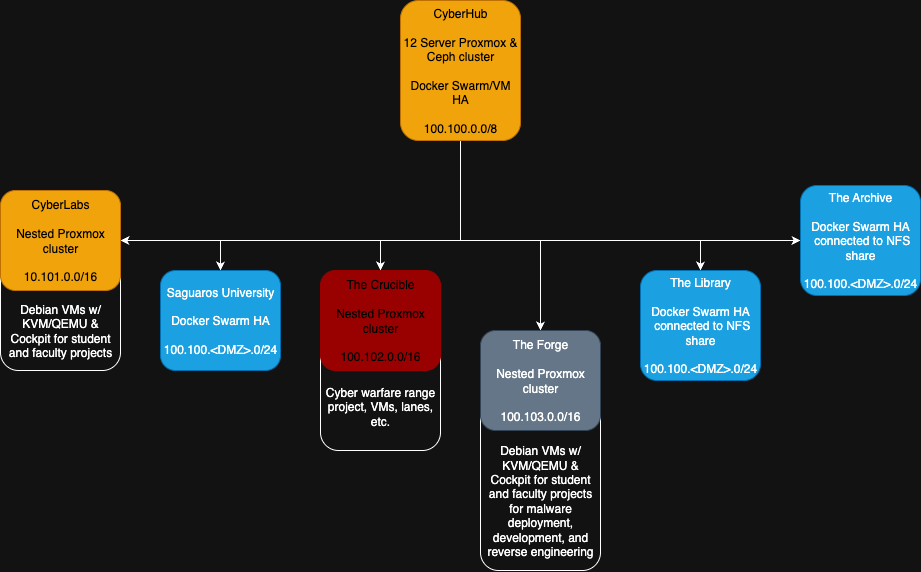 CyberHub
12 Server Proxmox &
Ceph cluster
Docker Swarm/VM
HA
100.100.0.0/8
CyberLabs
Nested Proxmox
cluster
10.101.0.0/16
Debian VMs w/
KVM/QEMU &
Cockpit for student
and faculty projects
Saguaros University
Docker Swarm HA
100.100.<DMZ>.0/24
The Crucible
Nested Proxmox
cluster
100.102.0.0/16
Cyber warfare range
project, VMs, lanes,
etc.
The Forge
Nested Proxmox
cluster
100.103.0.0/16
Debian VMs w/
KVM/QEMU &
Cockpit for student
and faculty projects
for malware
deployment,
development, and
reverse engineering
The Library
Docker Swarm HA
connected to NFS
share
100.100.<DMZ>.0/24
The Archive
Docker Swarm HA
connected to NFS
share
100.100.<DMZ>.0/24